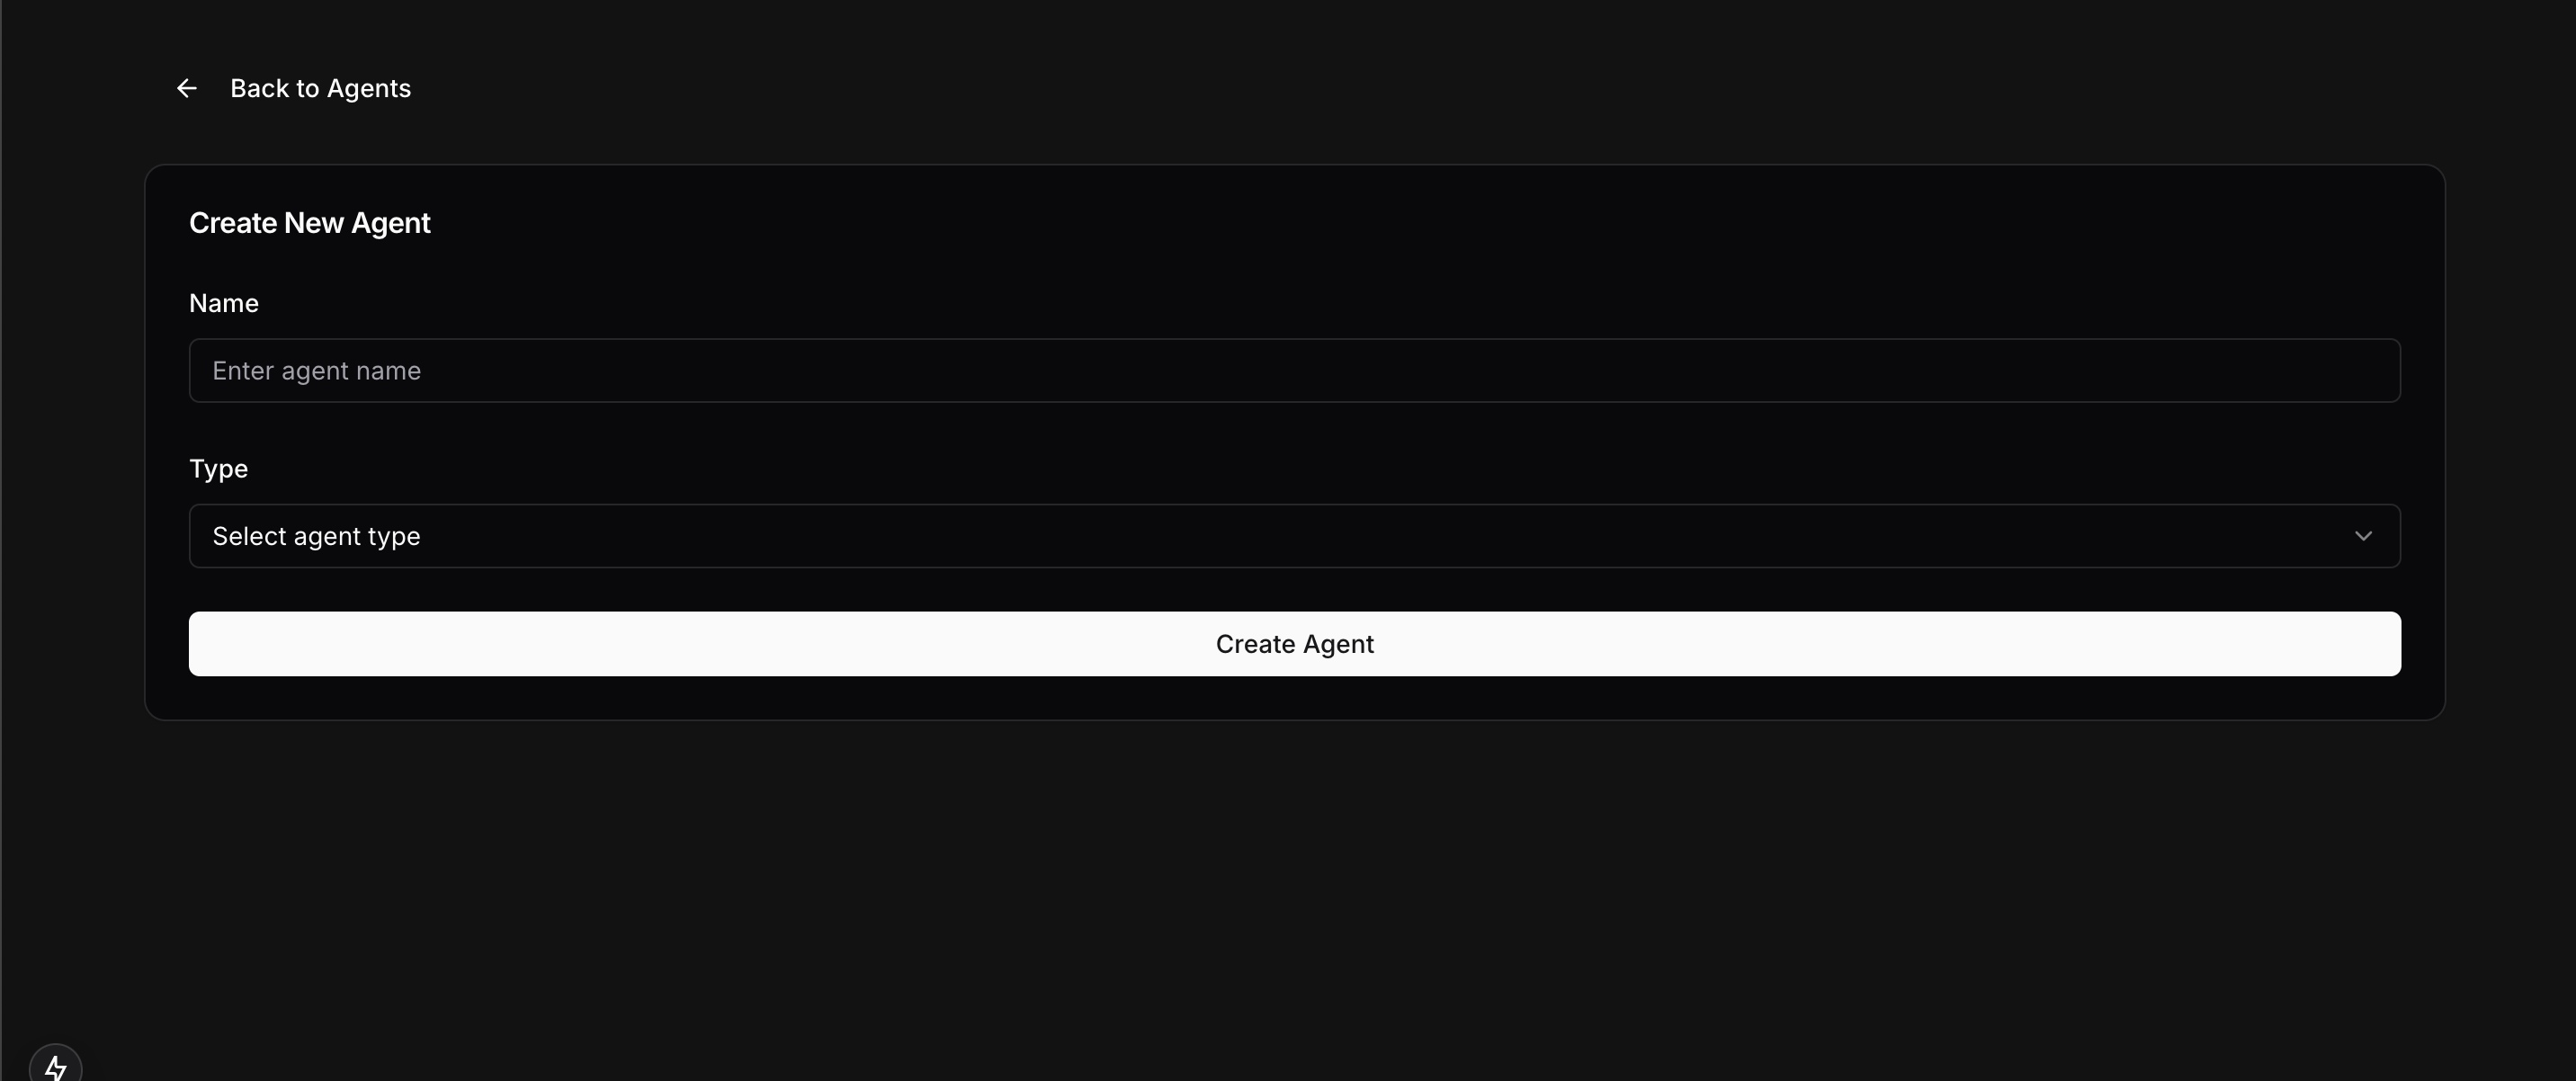 Back to Agents
Create New Agent
Name
Enter agent name
Type
Select agent type
Create Agent